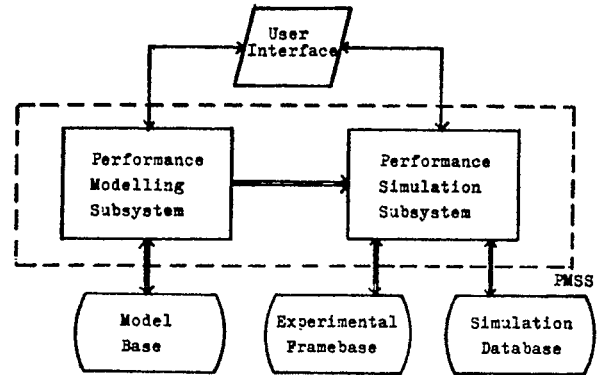 User
Interface
Performance
Modelling
Subsystem
Performance
Simulation
Subsystem
PMSS
Model
Base
Experimental
Framebase
Simulation
Database